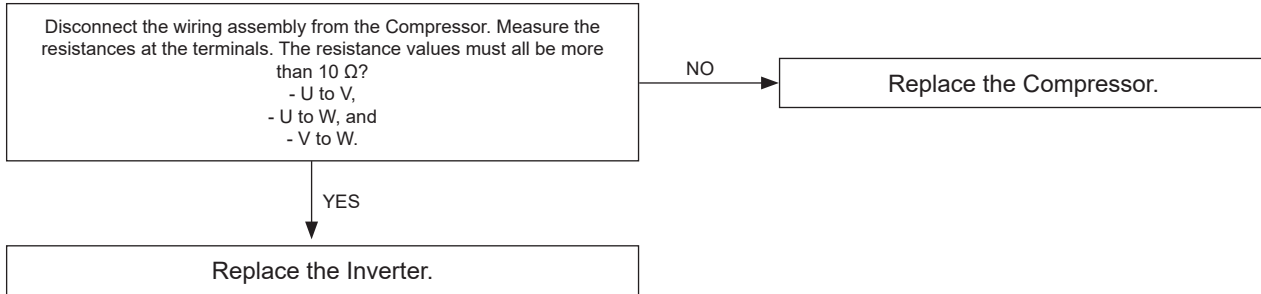 Disconnect the wiring assembly from the Compressor. Measure the
resistances at the terminals. The resistance values must all be more
than 10 Ω?
- U to V,
- U to W, and
- V to W.
NO
Replace the Compressor.
YES
Replace the Inverter.